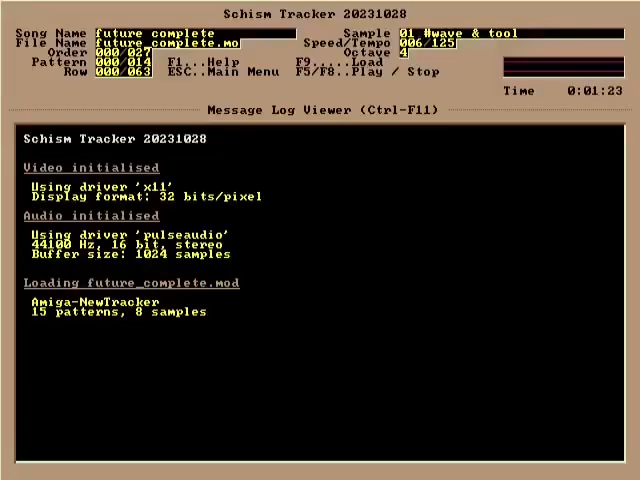 Schism Tracker 20231028
Song Name future complete Sample 01 #wave & tool
File Name future_complete.mo Speed/Tempo 006/125
Order 000/027 Octave 4
Pattern 000/014 F1...Help F9.....Load
Row 000/063 ESC..Main Menu F5/F8..Play / Stop
Time 0:01:23
Message Log Viewer (Ctrl-F11)
Schism Tracker 20231028
Video initialised
Using driver 'x11'
Display format: 32 bits/pixel
Audio initialised
Using driver 'pulseaudio'
44100 Hz, 16 bit, stereo
Buffer size: 1024 samples
Loading future_complete.mod
Amiga-NewTracker
15 patterns, 8 samples